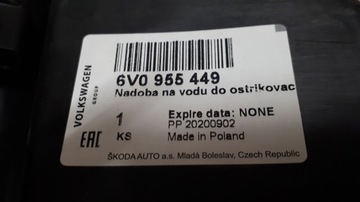 VOLKSWAGEN
GROUP
6V0 955 449
Nadoba na vodu do ostrikovac
1
Expire data: NONE
PP 20200902
KS
Made in Poland
EAC
ŠKODA AUTO a.s. Mladá Boleslav, Czech Republic